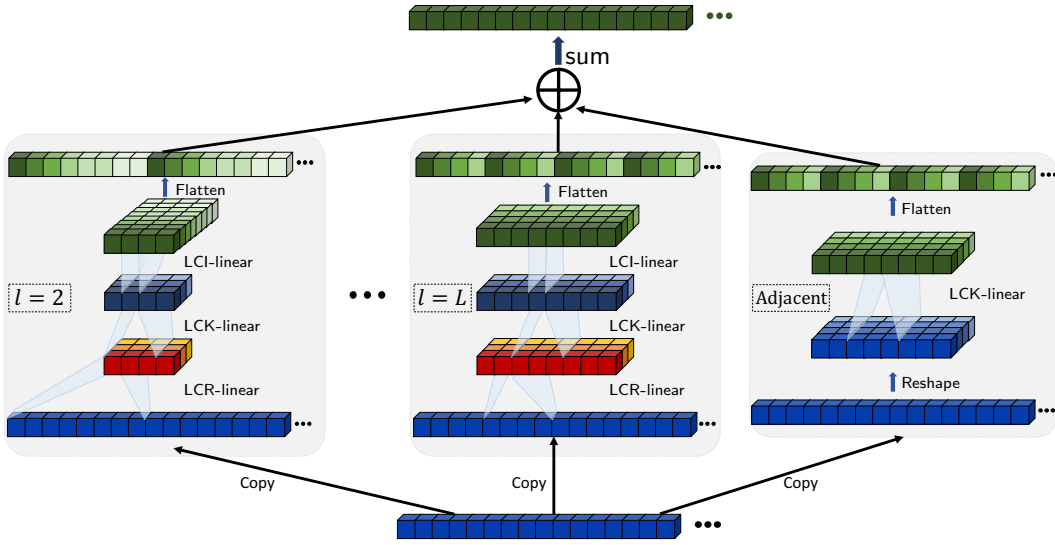 sum
Flatten
LCI-linear
l = 2
LCK-linear
LCR-linear
Flatten
LCI-linear
l = L
LCK-linear
LCR-linear
Flatten
Adjacent
LCK-linear
Reshape
Copy
Copy
Copy